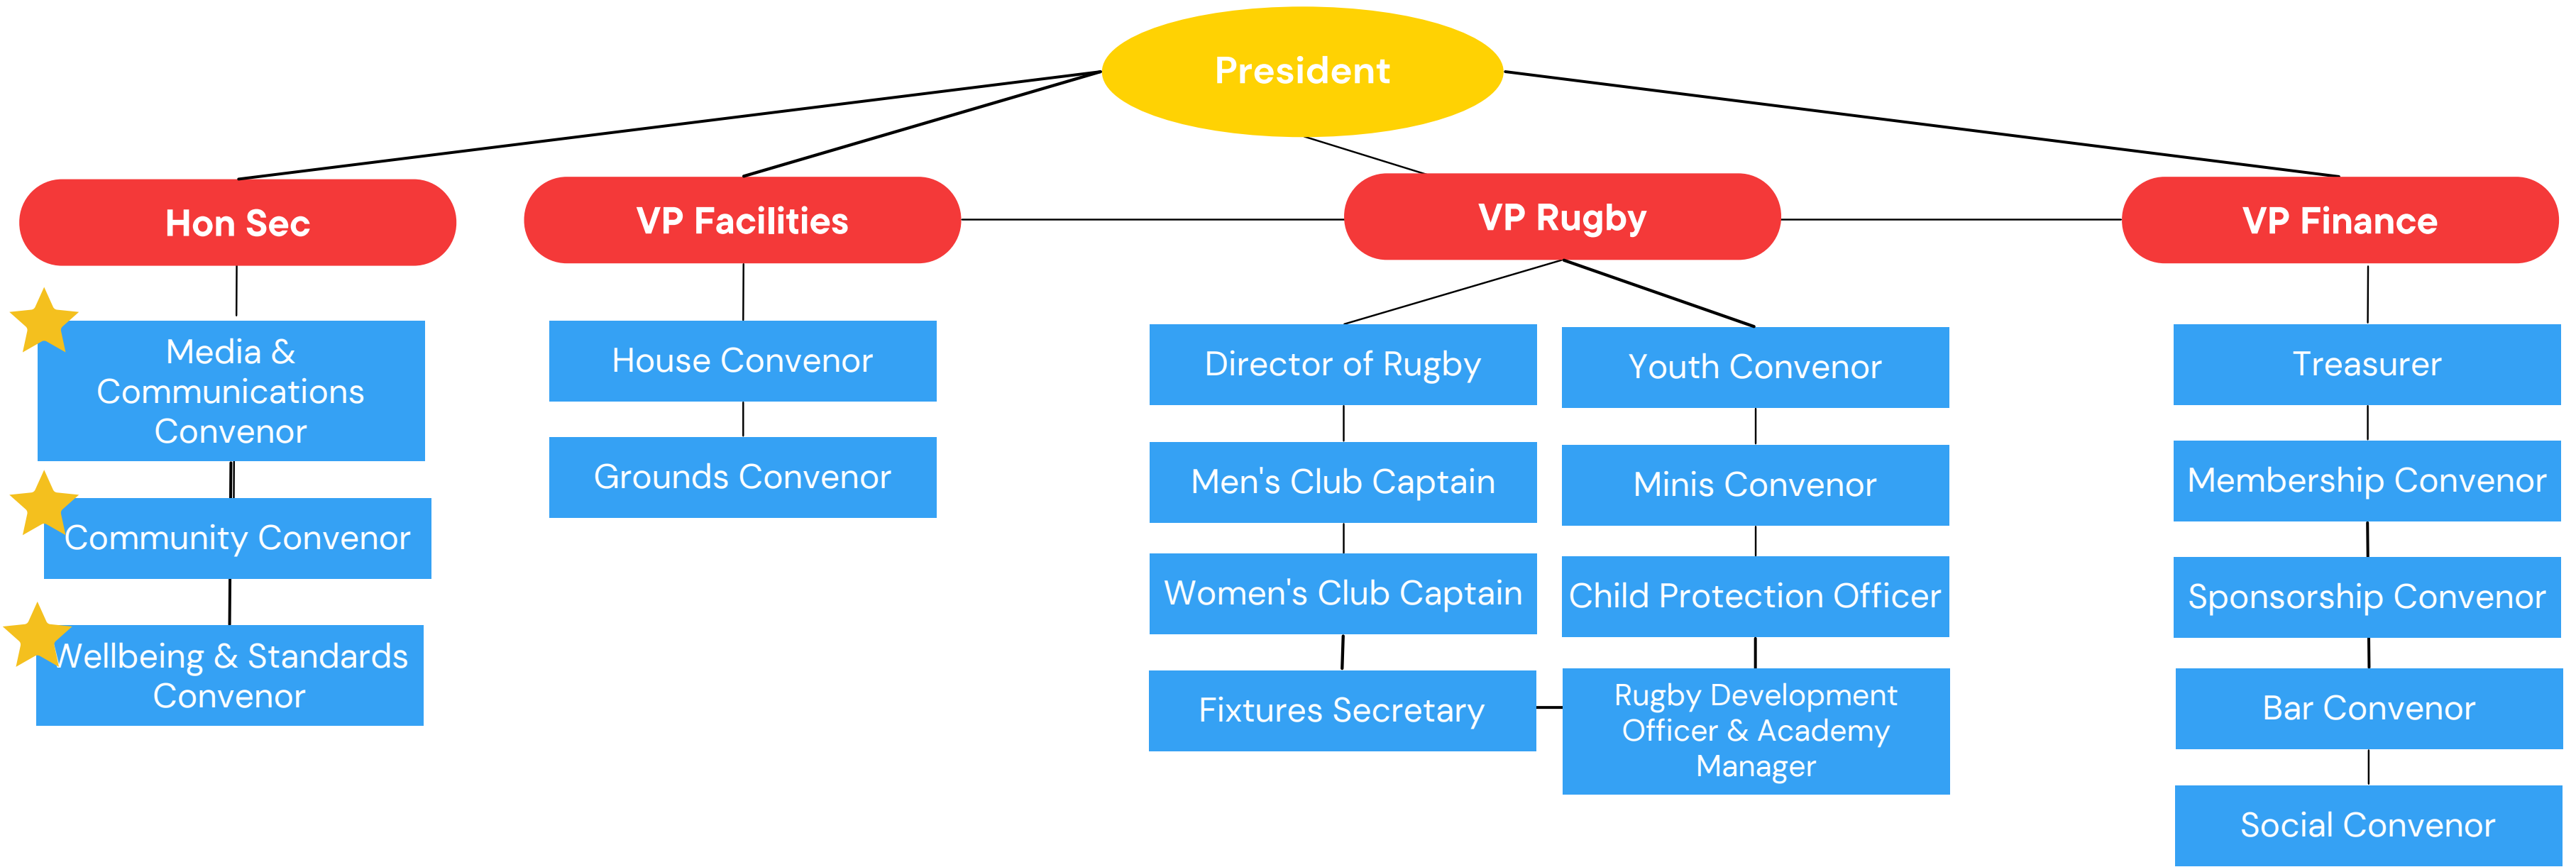 President
Hon Sec
VP Facilities
VP Rugby
VP Finance
Media &
Communications
Convenor
Community Convenor
Wellbeing & Standards
Convenor
House Convenor
Grounds Convenor
Director of Rugby
Men's Club Captain
Women's Club Captain
Fixtures Secretary
Youth Convenor
Minis Convenor
Child Protection Officer
Rugby Development
Officer & Academy
Manager
Treasurer
Membership Convenor
Sponsorship Convenor
Bar Convenor
Social Convenor